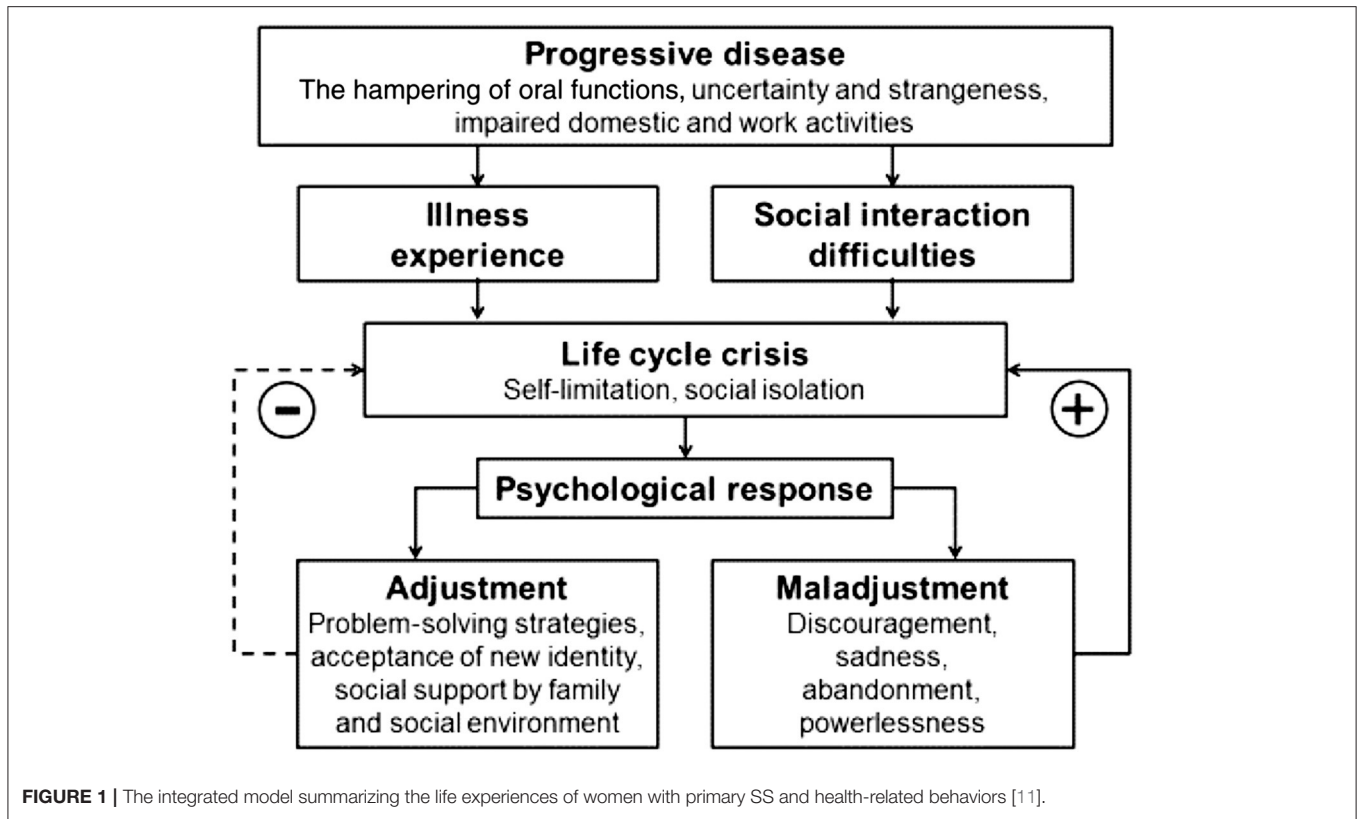 Progressive disease
The hampering of oral functions, uncertainty and strangeness,
impaired domestic and work activities
Illness
experience
Social interaction
difficulties
Life cycle crisis
Self-limitation, social isolation
−
+
Psychological response
Adjustment
Problem-solving strategies,
acceptance of new identity,
social support by family
and social environment
Maladjustment
Discouragement,
sadness,
abandonment,
powerlessness
FIGURE 1 | The integrated model summarizing the life experiences of women with primary SS and health-related behaviors [11].